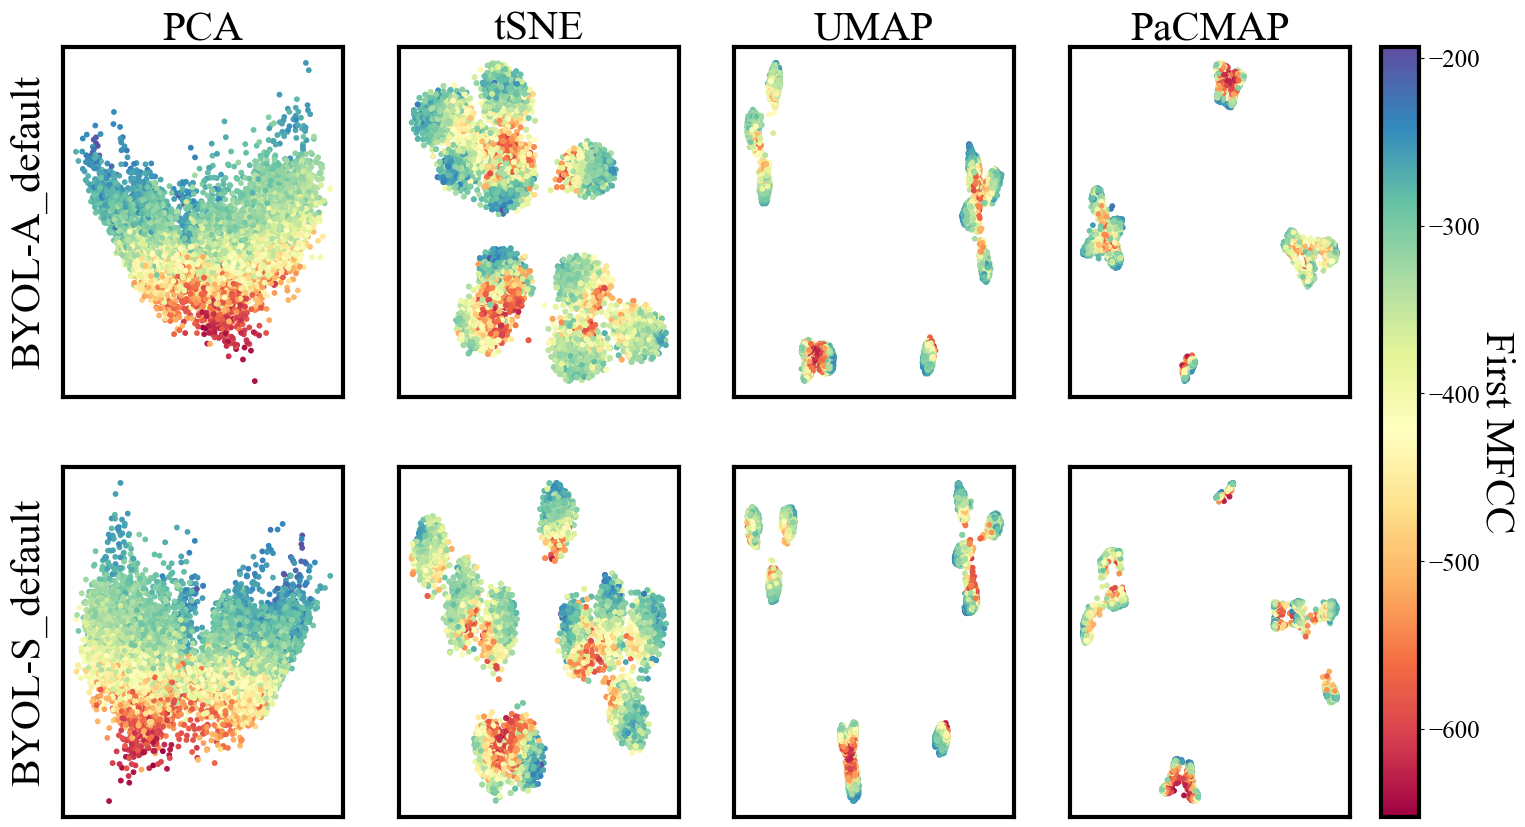 PCA
tSNE
UMAP
PaCMAP
BYOL-A_default
BYOL-S_default
−200
−300
−400
−500
−600
First MFCC